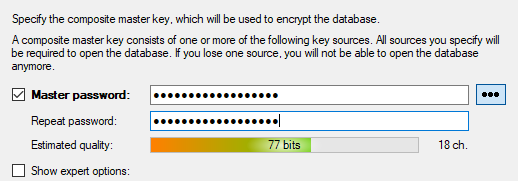 Specify the composite master key, which will be used to encrypt the database.
A composite master key consists of one or more of the following key sources. All sources you specify will
be required to open the database. If you lose one source, you will not be able to open the database
anymore.
Master password: ●●●●●●●●●●●●●●●●●● ●●●
Repeat password: ●●●●●●●●●●●●●●●●●●
Estimated quality: 77 bits 18 ch.
Show expert options: